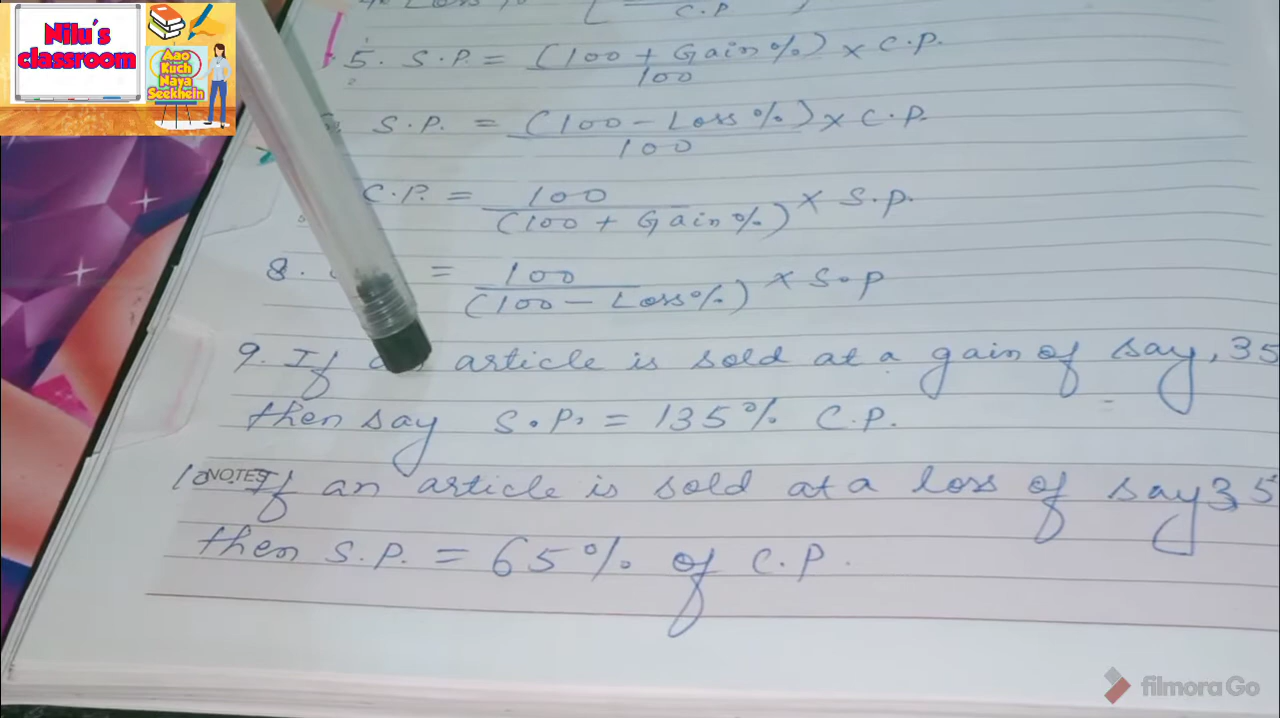 Nilu's
classroom
Aao
Kuch
Naya
Seekhein
C.P
5. S.P. = (100 + Gain%) × C.P.
100
S.P. = (100 - Loss%) × C.P.
100
C.P. = 100 × S.P.
(100 + Gain%)
8. = 100 × S.P
(100 - Loss%)
9. If article is sold at a gain of say, 35
then say S.P. = 135% C.P.
10 If an article is sold at a loss of say 35
NOTES
then S.P. = 65% of C.P.
filmoraGo